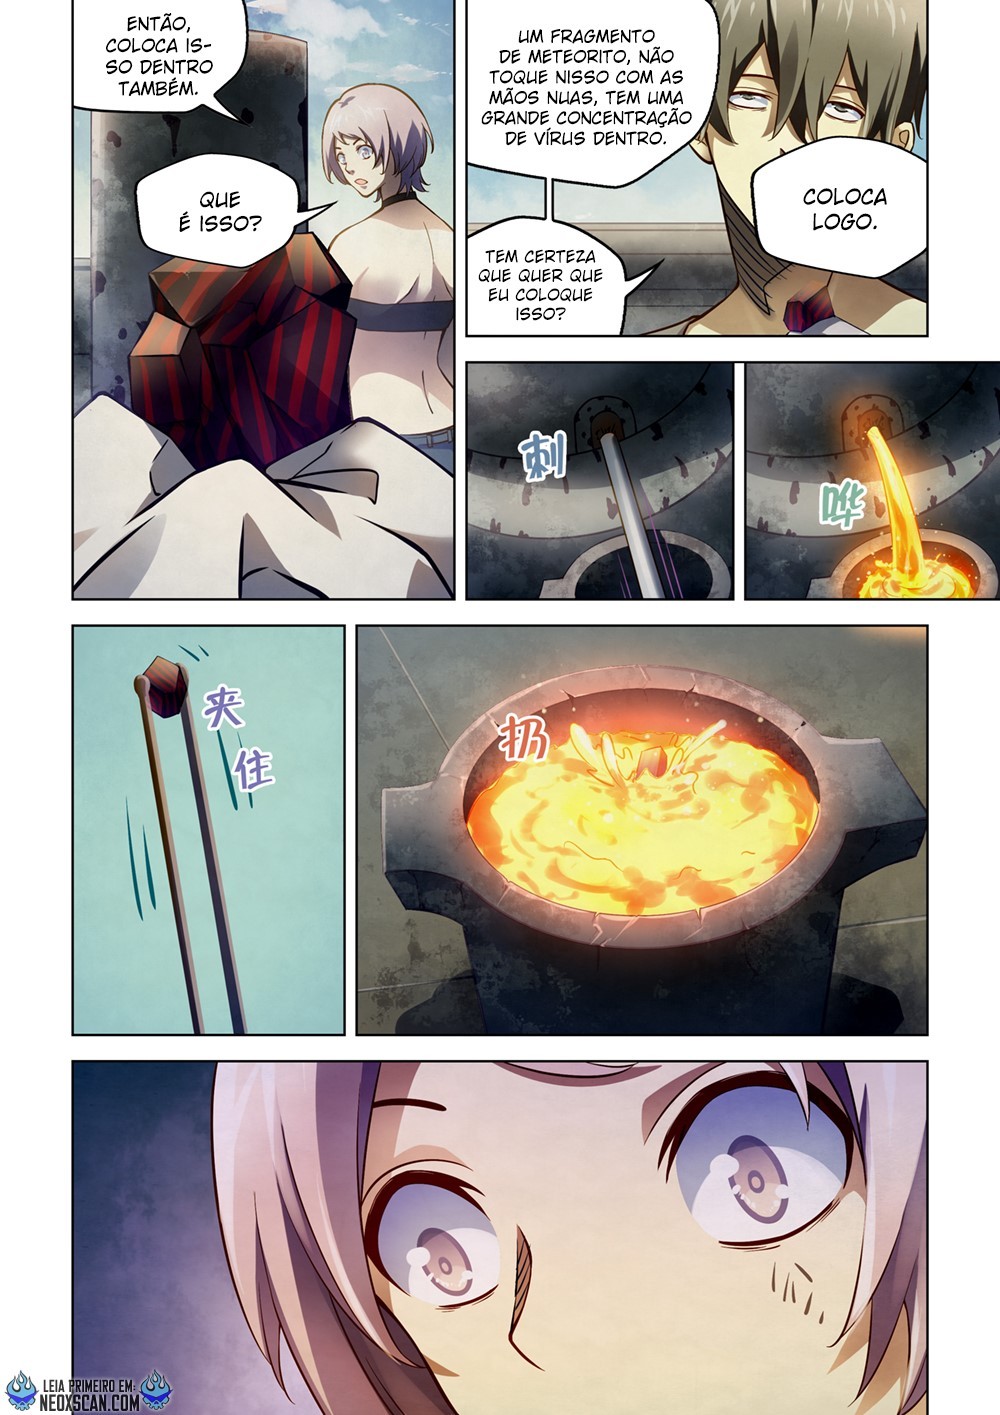 ENTÃO,
COLOCA IS-
SO DENTRO
TAMBÉM.
QUE
É ISSO?
UM FRAGMENTO
DE METEORITO, NÃO
TOQUE NISSO COM AS
MÃOS NUAS, TEM UMA
GRANDE CONCENTRAÇÃO
DE VÍRUS DENTRO.
COLOCA
LOGO.
TEM CERTEZA
QUE QUER QUE
EU COLOQUE
ISSO?
刺
哗
夹
住
扔
LEIA PRIMEIRO EM:
NEOXSCAN.COM